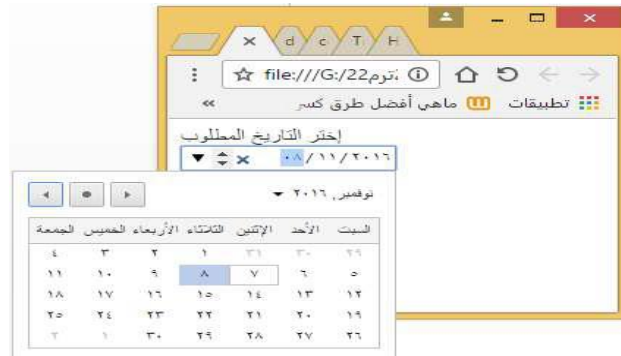 H T c d
file:///G:/22ترم
تطبيقات ماهي أفضل طرق كسر »
إختر التاريخ المطلوب
٠٨/١١/٢٠١٦
نوفمبر, ٢٠١٦
السبت الأحد الإثنين الثلاثاء الأربعاء الخميس الجمعة
٢٩ ٣٠ ٣١ ١ ٢ ٣ ٤
٥ ٦ ٧ ٨ ٩ ١٠ ١١
١٢ ١٣ ١٤ ١٥ ١٦ ١٧ ١٨
١٩ ٢٠ ٢١ ٢٢ ٢٣ ٢٤ ٢٥
٢٦ ٢٧ ٢٨ ٢٩ ٣٠ ١ ٢